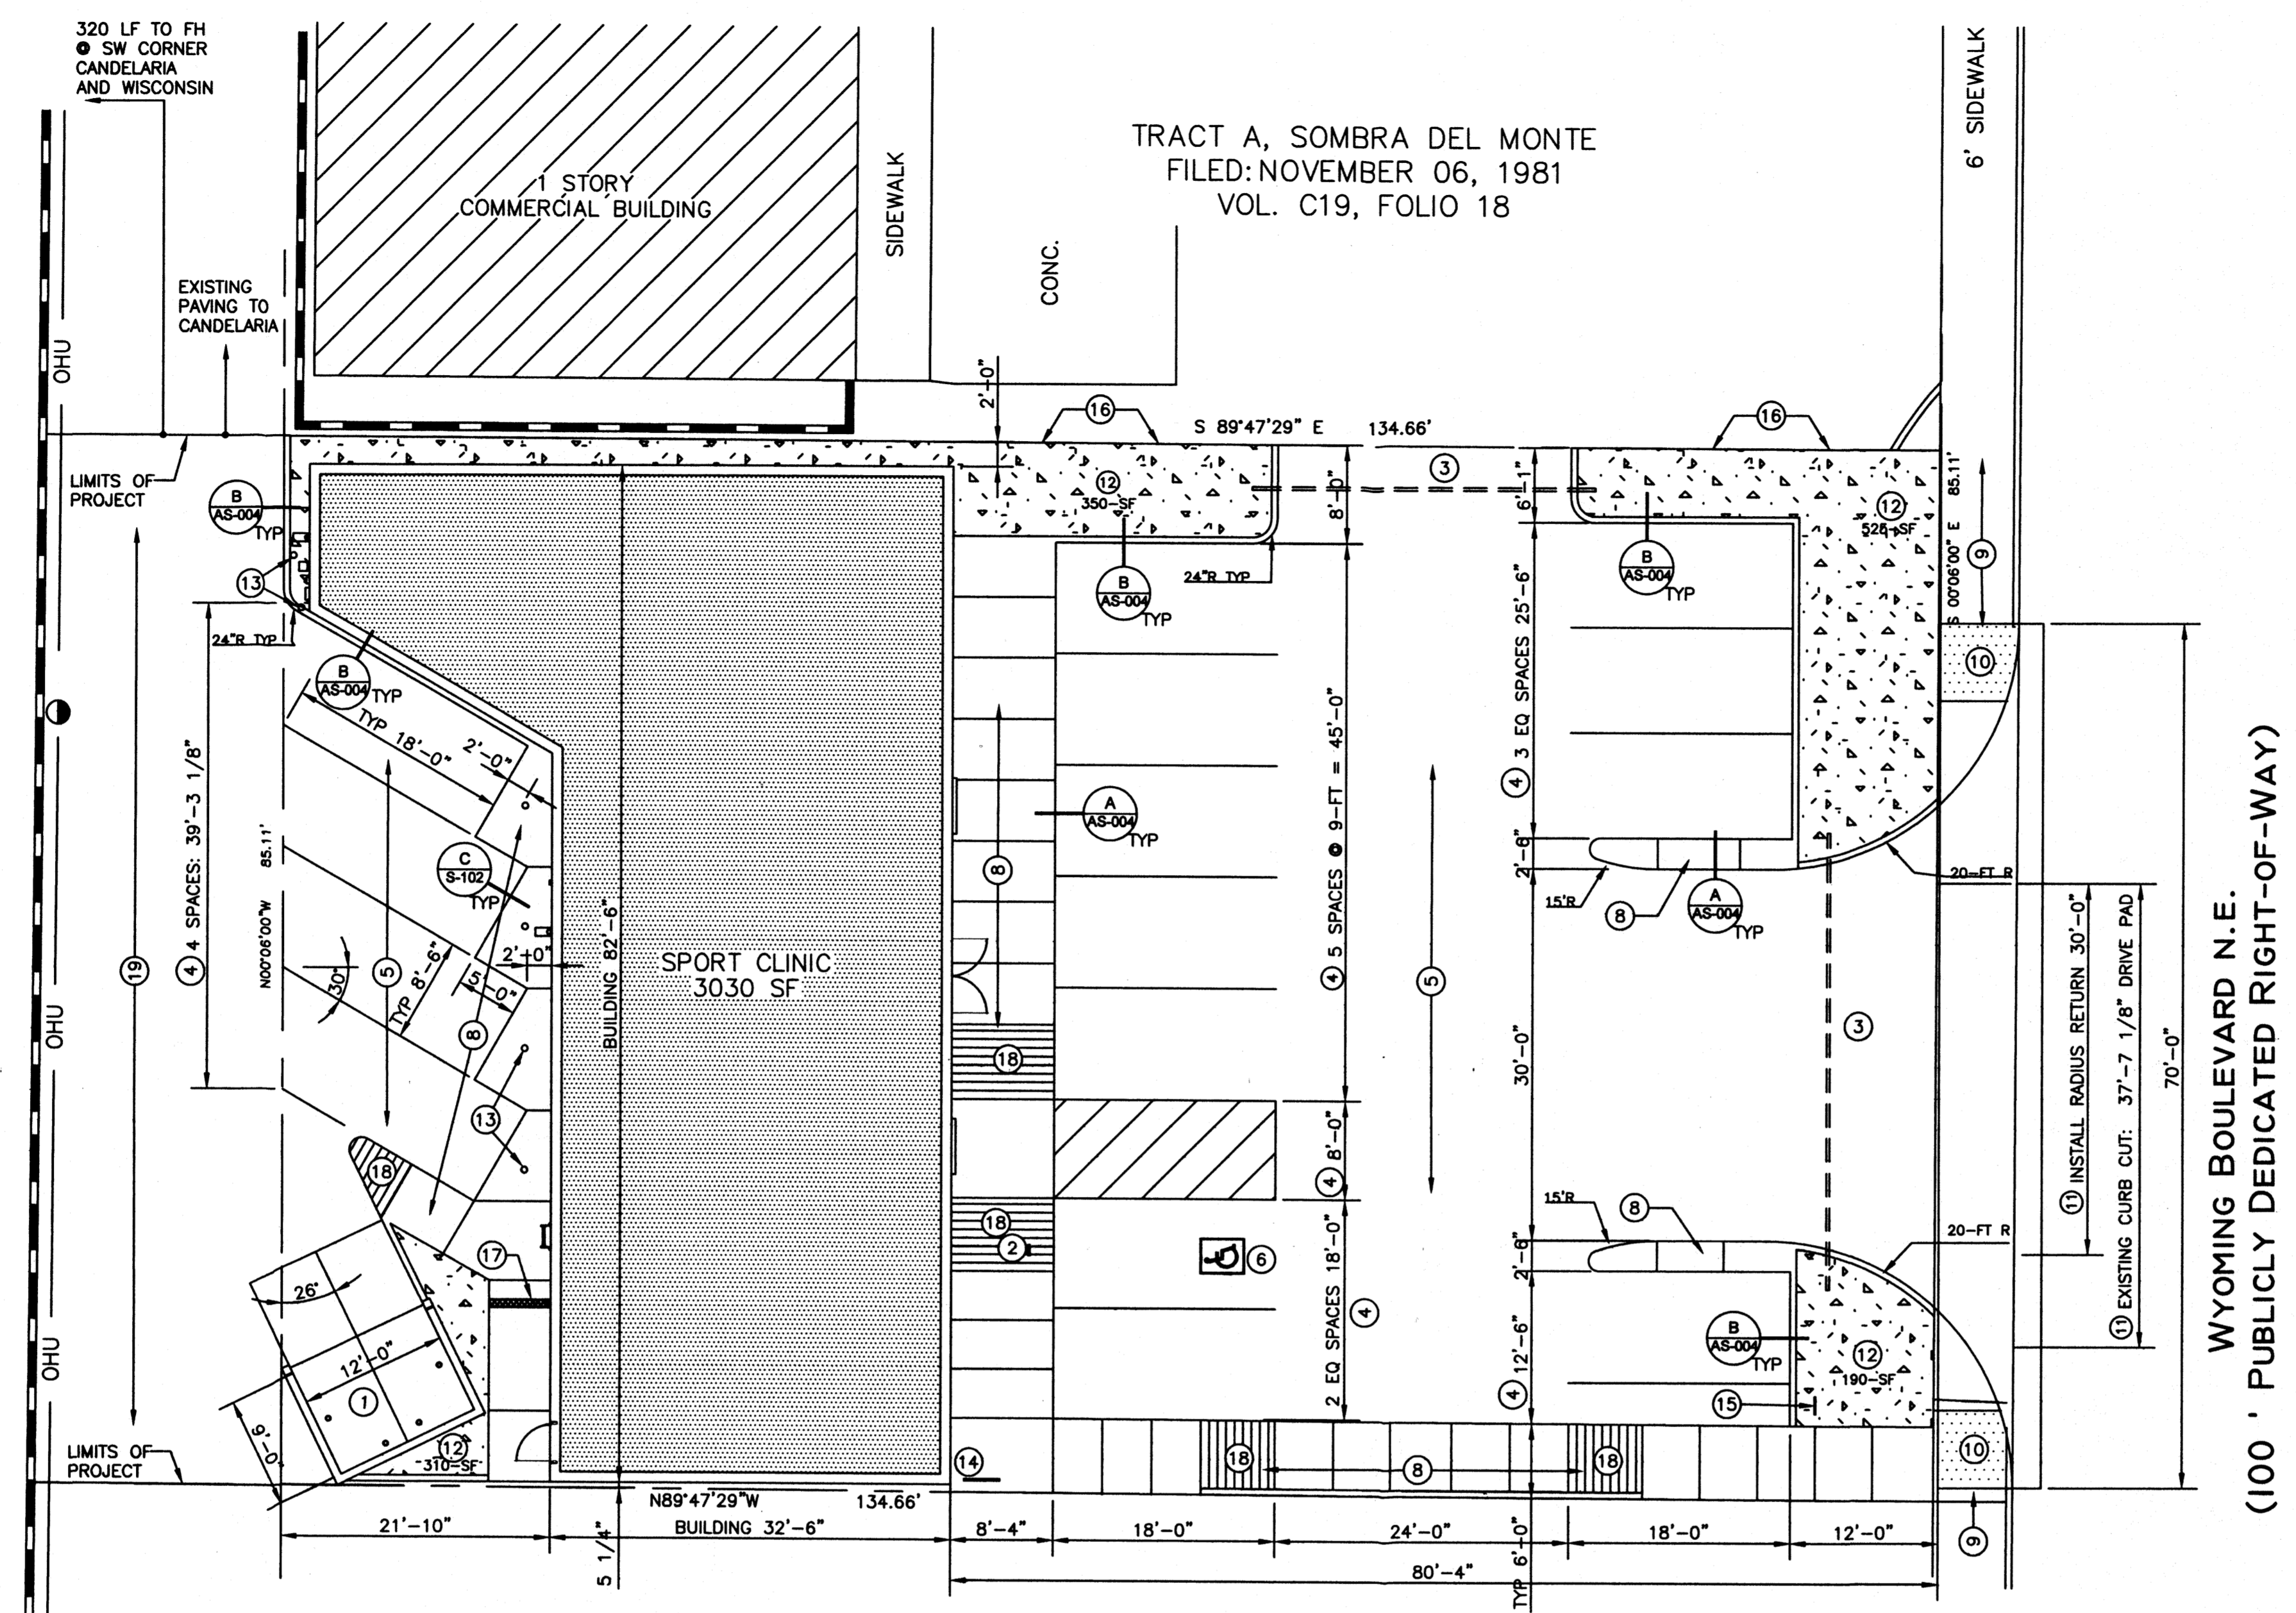 320 LF TO FH
@ SW CORNER
CANDELARIA
AND WISCONSIN
EXISTING
PAVING TO
CANDELARIA
OHU
1 STORY
COMMERCIAL BUILDING
SIDEWALK
CONC.
TRACT A, SOMBRA DEL MONTE
FILED: NOVEMBER 06, 1981
VOL. C19, FOLIO 18
6' SIDEWALK
2'-0"
16
S 89°47'29" E 134.66'
16
LIMITS OF
PROJECT
B
AS-004
TYP
13
24"R TYP
B
AS-004
TYP
12
350-SF
8'-0"
3
6'-1"
B
AS-004
TYP
24"R TYP
B
AS-004
TYP
12
525-SF
S 00°06'00" E 85.11'
9
10
TYP 18'-0"
2'-0"
4 4 SPACES: 39'-3 1/8"
N00°06'00"W 85.11'
19
5
30°
TYP 8'-6"
C
S-102
TYP
2'-0"
5'-0"
8
13
BUILDING 82'-6"
SPORT CLINIC
3030 SF
8
A
AS-004
TYP
4 5 SPACES @ 9-FT = 45'-0"
5
4 3 EQ SPACES 25'-6"
2'-6"
15'R
8
A
AS-004
TYP
20-FT R
30'-0"
3
11 INSTALL RADIUS RETURN 30'-0"
11 EXISTING CURB CUT: 37'-7 1/8" DRIVE PAD
70'-0"
WYOMING BOULEVARD N.E.
(100 ' PUBLICLY DEDICATED RIGHT-OF-WAY)
OHU
18
18
4 8'-0"
18
2
6
2 EQ SPACES 18'-0"
4
15'R
8
20-FT R
2'-6"
4 12'-6"
B
AS-004
TYP
15
12
190-SF
10
9
17
26°
12'-0"
1
9'-0"
12
310-SF
OHU
LIMITS OF
PROJECT
14
18
8
18
N89°47'29"W 134.66'
21'-10"
BUILDING 32'-6"
5 1/4"
8'-4"
18'-0"
24'-0"
TYP 6'-0"
18'-0"
12'-0"
80'-4"